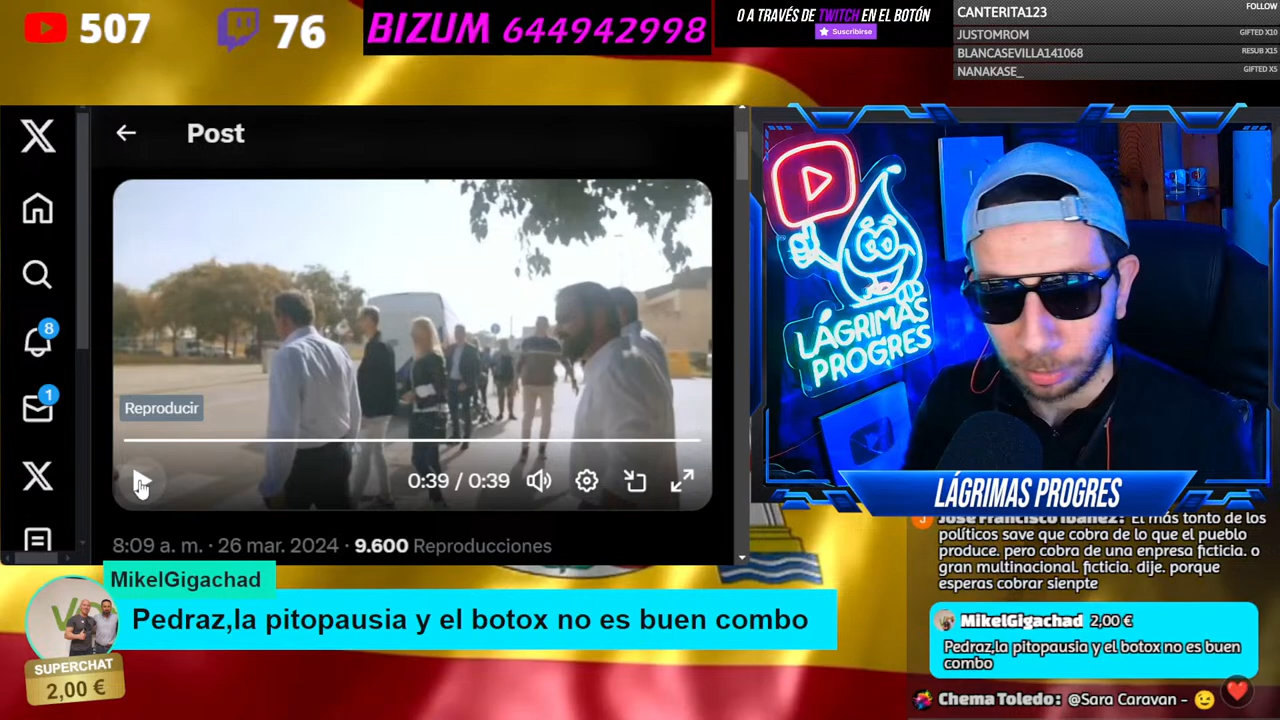 507
76
BIZUM 644942998
O A TRAVÉS DE TWITCH EN EL BOTÓN
Suscribirse
CANTERITA123 FOLLOW
JUSTOMROM GIFTED X10
BLANCASEVILLA141068 RESUB X15
NANAKASE_ GIFTED X5
Post
8
1
Reproducir
0:39 / 0:39
8:09 a. m. · 26 mar. 2024 · 9.600 Reproducciones
LÁGRIMAS
PROGRES
LÁGRIMAS PROGRES
MikelGigachad
Pedraz,la pitopausia y el botox no es buen combo
SUPERCHAT
2,00 €
Jose Francisco Ibañez: El más tonto de los
políticos save que cobra de lo que el pueblo
produce. pero cobra de una enpresa ficticia. o
gran multinacional. ficticia. dije. porque
esperas cobrar sienpte
MikelGigachad 2,00 €
Pedraz,la pitopausia y el botox no es buen
combo
Chema Toledo: @Sara Caravan - 😉